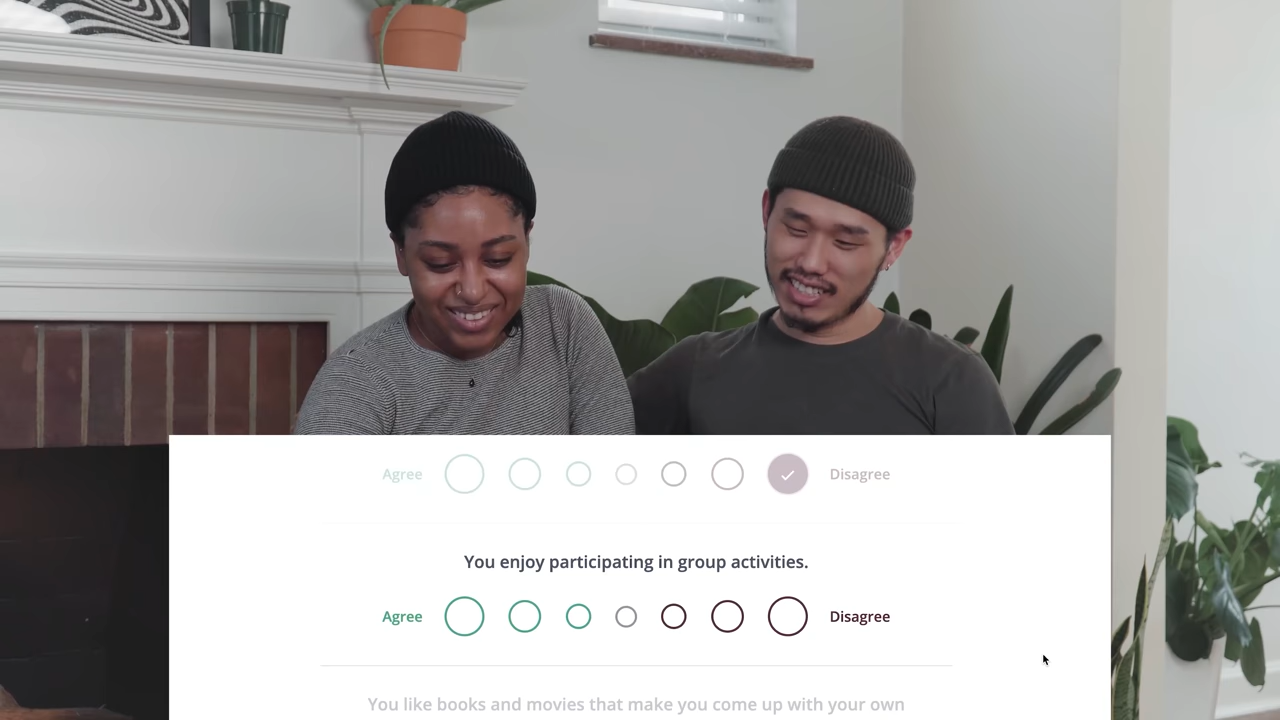 Agree Disagree
You enjoy participating in group activities.
Agree Disagree
You like books and movies that make you come up with your own